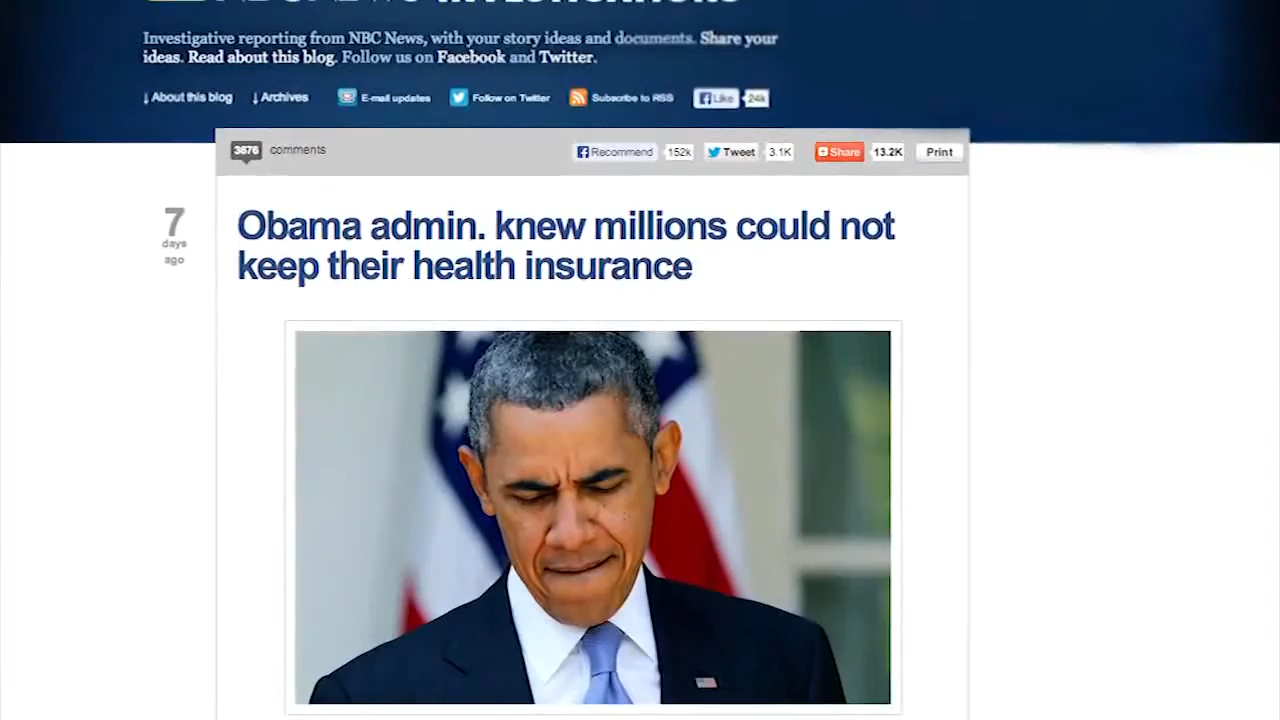 Investigative reporting from NBC News, with your story ideas and documents. Share your
ideas. Read about this blog. Follow us on Facebook and Twitter.
↓ About this blog ↓ Archives E-mail updates Follow on Twitter Subscribe to RSS Like 24k
3676 comments Recommend 152k Tweet 3.1K Share 13.2K Print
7
days
ago
Obama admin. knew millions could not
keep their health insurance